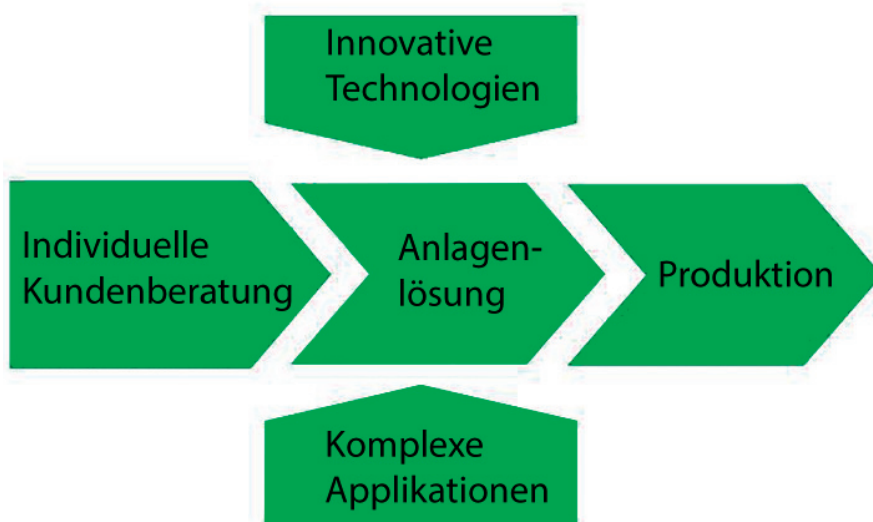 Innovative
Technologien
Individuelle
Kundenberatung
Anlagen-
lösung
Produktion
Komplexe
Applikationen